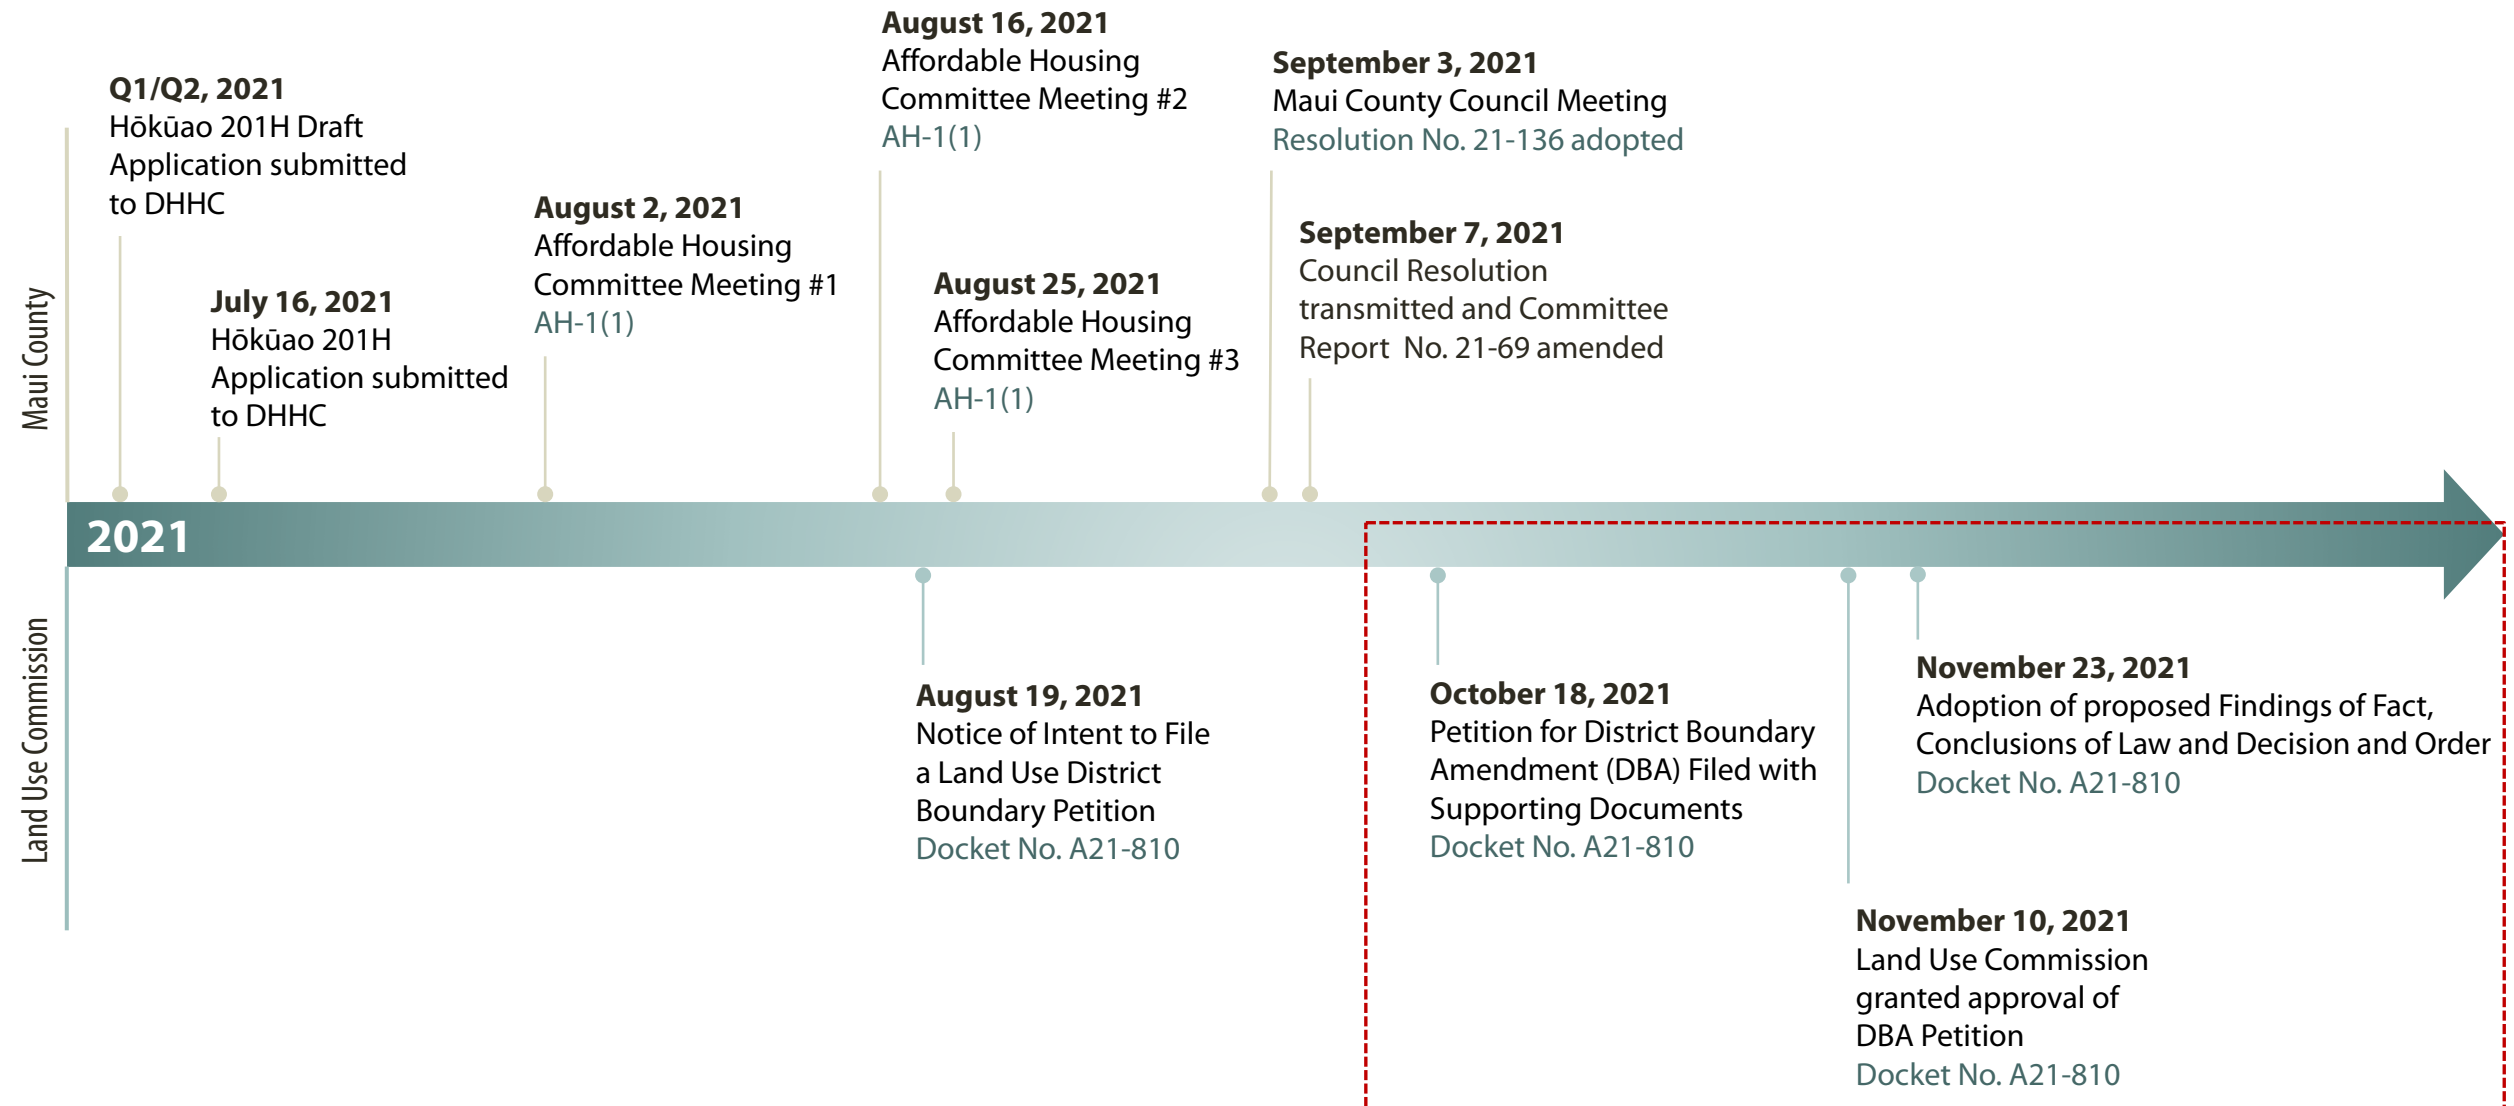 Maui County
Q1/Q2, 2021
Hōkūao 201H Draft
Application submitted
to DHHC
July 16, 2021
Hōkūao 201H
Application submitted
to DHHC
August 2, 2021
Affordable Housing
Committee Meeting #1
AH-1(1)
August 16, 2021
Affordable Housing
Committee Meeting #2
AH-1(1)
August 25, 2021
Affordable Housing
Committee Meeting #3
AH-1(1)
September 3, 2021
Maui County Council Meeting
Resolution No. 21-136 adopted
September 7, 2021
Council Resolution
transmitted and Committee
Report No. 21-69 amended
2021
Land Use Commission
August 19, 2021
Notice of Intent to File
a Land Use District
Boundary Petition
Docket No. A21-810
October 18, 2021
Petition for District Boundary
Amendment (DBA) Filed with
Supporting Documents
Docket No. A21-810
November 10, 2021
Land Use Commission
granted approval of
DBA Petition
Docket No. A21-810
November 23, 2021
Adoption of proposed Findings of Fact,
Conclusions of Law and Decision and Order
Docket No. A21-810